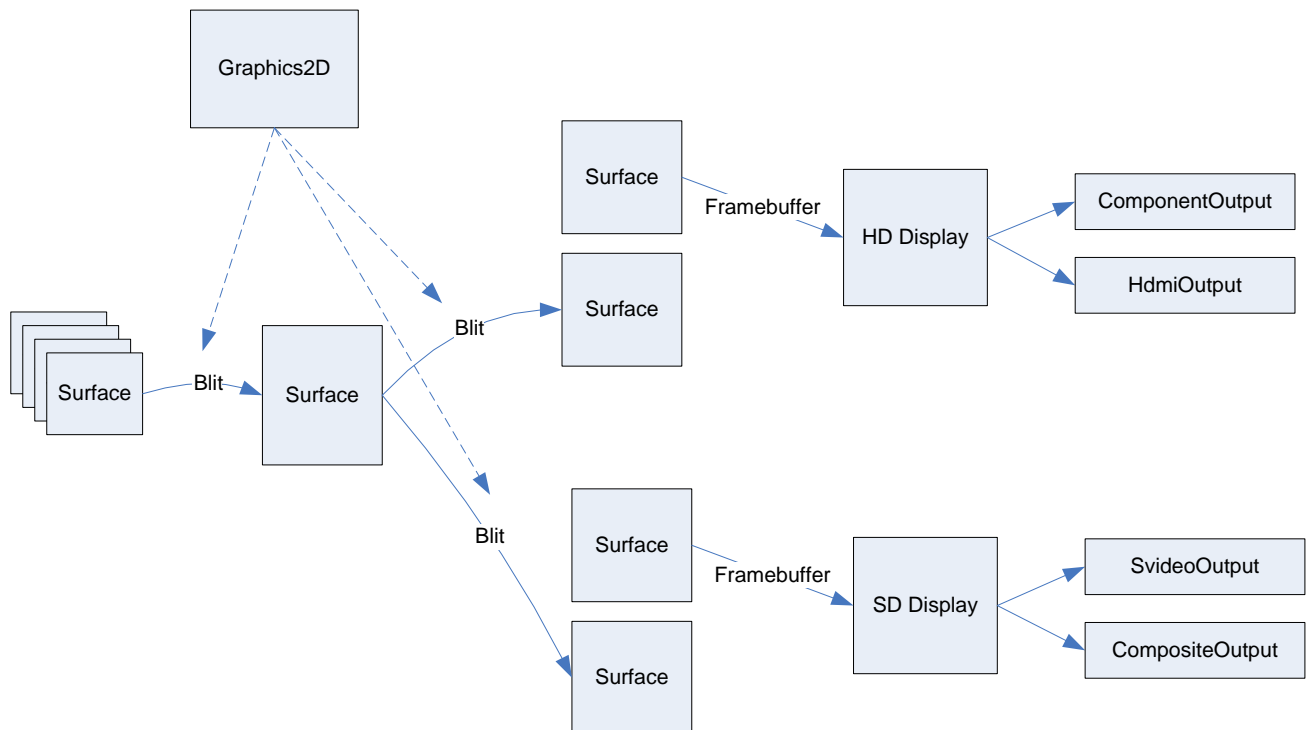 Graphics2D
Surface
Framebuffer
HD Display
ComponentOutput
HdmiOutput
Surface
Blit
Surface
Blit
Surface
Blit
Surface
Framebuffer
SD Display
SvideoOutput
CompositeOutput
Surface